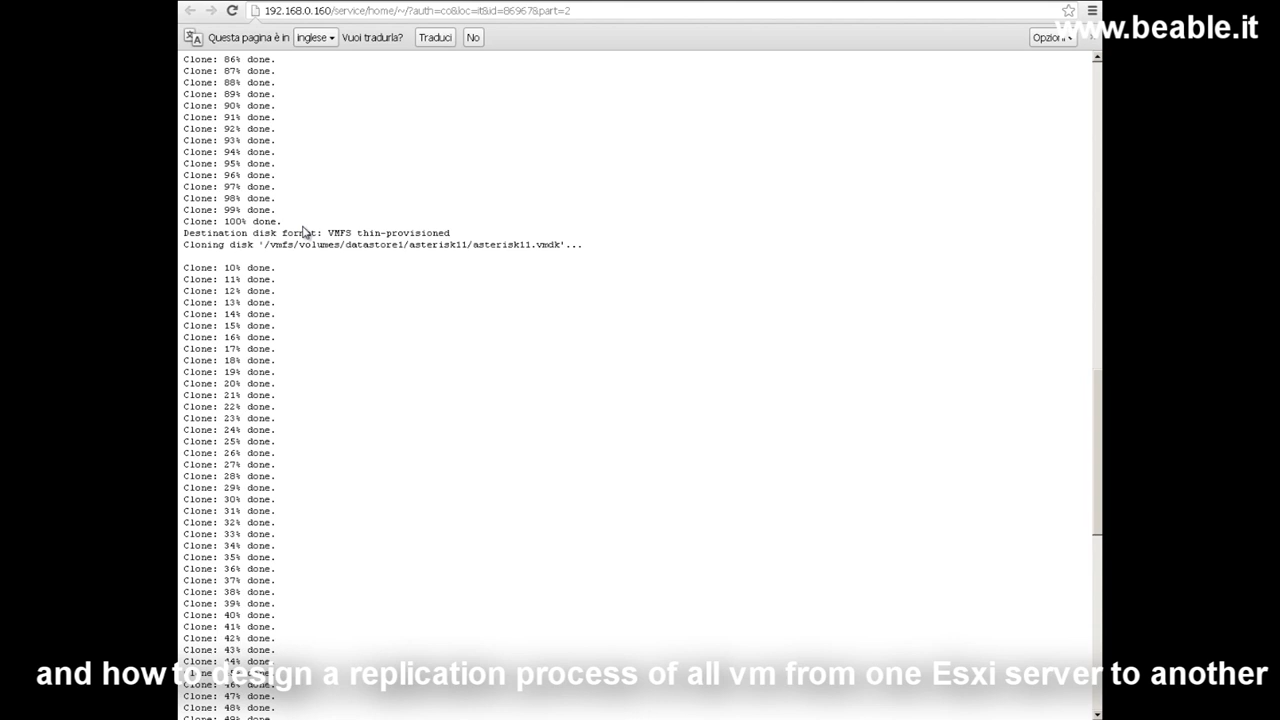 192.168.0.160/service/home/~/?auth=co&loc=it&id=86967&part=2
www.beable.it
Questa pagina è in inglese Vuoi tradurla? Traduci No
Clone: 86% done.
Clone: 87% done.
Clone: 88% done.
Clone: 89% done.
Clone: 90% done.
Clone: 91% done.
Clone: 92% done.
Clone: 93% done.
Clone: 94% done.
Clone: 95% done.
Clone: 96% done.
Clone: 97% done.
Clone: 98% done.
Clone: 99% done.
Clone: 100% done.
Destination disk format: VMFS thin-provisioned
Cloning disk '/vmfs/volumes/datastore1/asterisk11/asterisk11.vmdk'...
Clone: 10% done.
Clone: 11% done.
Clone: 12% done.
Clone: 13% done.
Clone: 14% done.
Clone: 15% done.
Clone: 16% done.
Clone: 17% done.
Clone: 18% done.
Clone: 19% done.
Clone: 20% done.
Clone: 21% done.
Clone: 22% done.
Clone: 23% done.
Clone: 24% done.
Clone: 25% done.
Clone: 26% done.
Clone: 27% done.
Clone: 28% done.
Clone: 29% done.
Clone: 30% done.
Clone: 31% done.
Clone: 32% done.
Clone: 33% done.
Clone: 34% done.
Clone: 35% done.
Clone: 36% done.
Clone: 37% done.
Clone: 38% done.
Clone: 39% done.
Clone: 40% done.
Clone: 41% done.
Clone: 42% done.
Clone: 43% done.
Clone: 44% done.
and how to design a replication process of all vm from one Esxi server to another
Clone: 47% done.
Clone: 48% done.